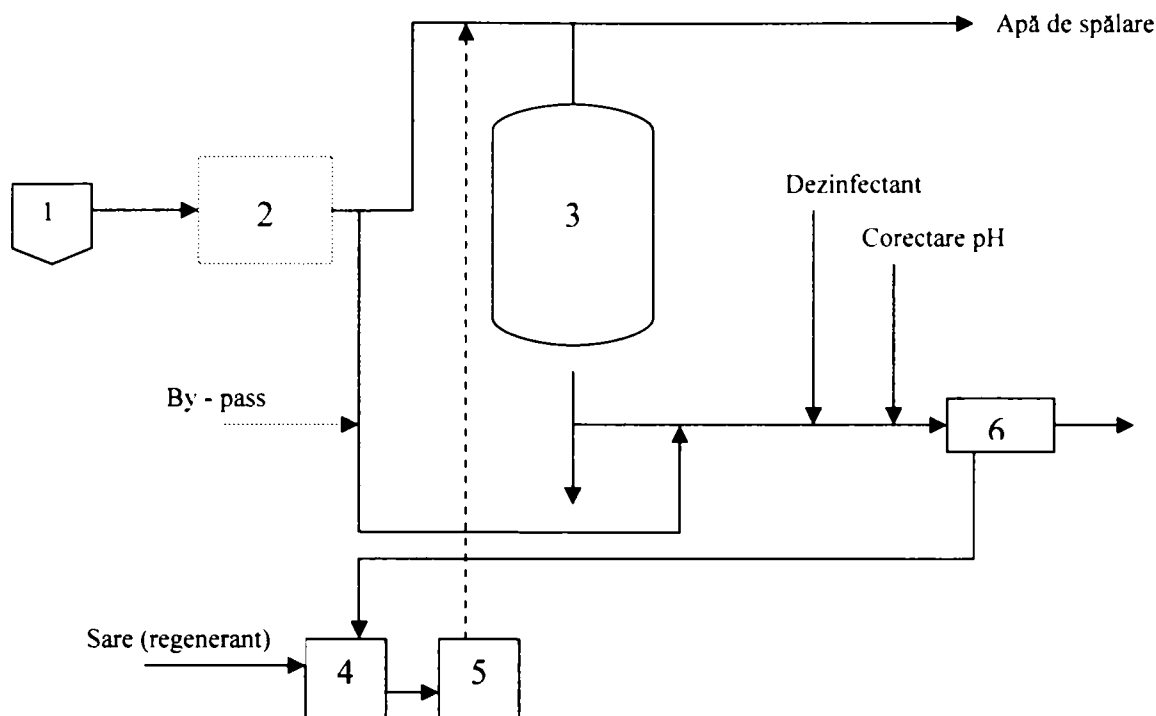 Apă de spălare
1
2
3
Dezinfectant
Corectare pH
By - pass
6
Sare (regenerant)
4
5